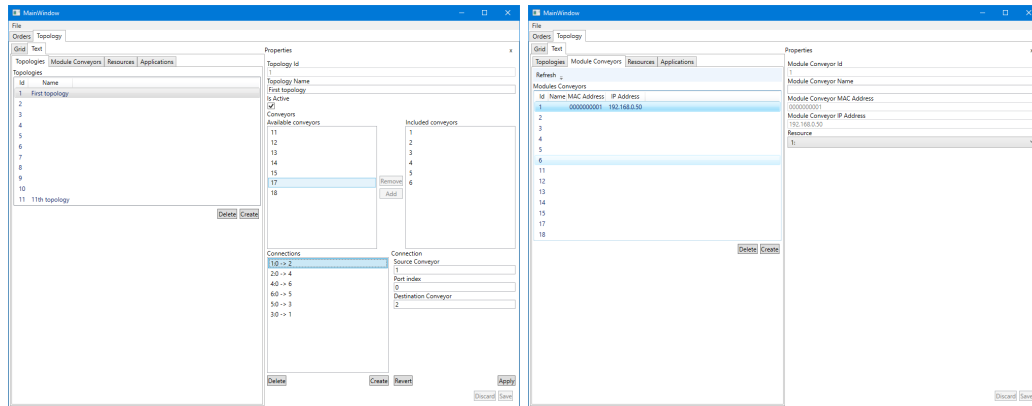 MainWindow
File
Orders Topology
Grid Text
Topologies Module Conveyors Resources Applications
Topologies
Id Name
1 First topology
2
3
4
5
6
7
8
9
10
11 11th topology
Delete Create
Properties x
Topology Id
1
Topology Name
First topology
Is Active
Conveyors
Available conveyors Included conveyors
11 1
12 2
13 3
14 4
15 5
17 Remove 6
18 Add
Connections Connection
1:0 -> 2 Source Conveyor
2:0 -> 4 1
4:0 -> 6 Port index
6:0 -> 5 0
5:0 -> 3 Destination Conveyor
3:0 -> 1 2
Delete Create Revert Apply
Discard Save
MainWindow
File
Orders Topology
Grid Text
Topologies Module Conveyors Resources Applications
Refresh
Modules Conveyors
Id Name MAC Address IP Address
1 0000000001 192.168.0.50
2
3
4
5
6
11
12
13
14
15
17
18
Delete Create
Properties x
Module Conveyor Id
1
Module Conveyor Name
Module Conveyor MAC Address
0000000001
Module Conveyor IP Address
192.168.0.50
Resource
1:
Discard Save